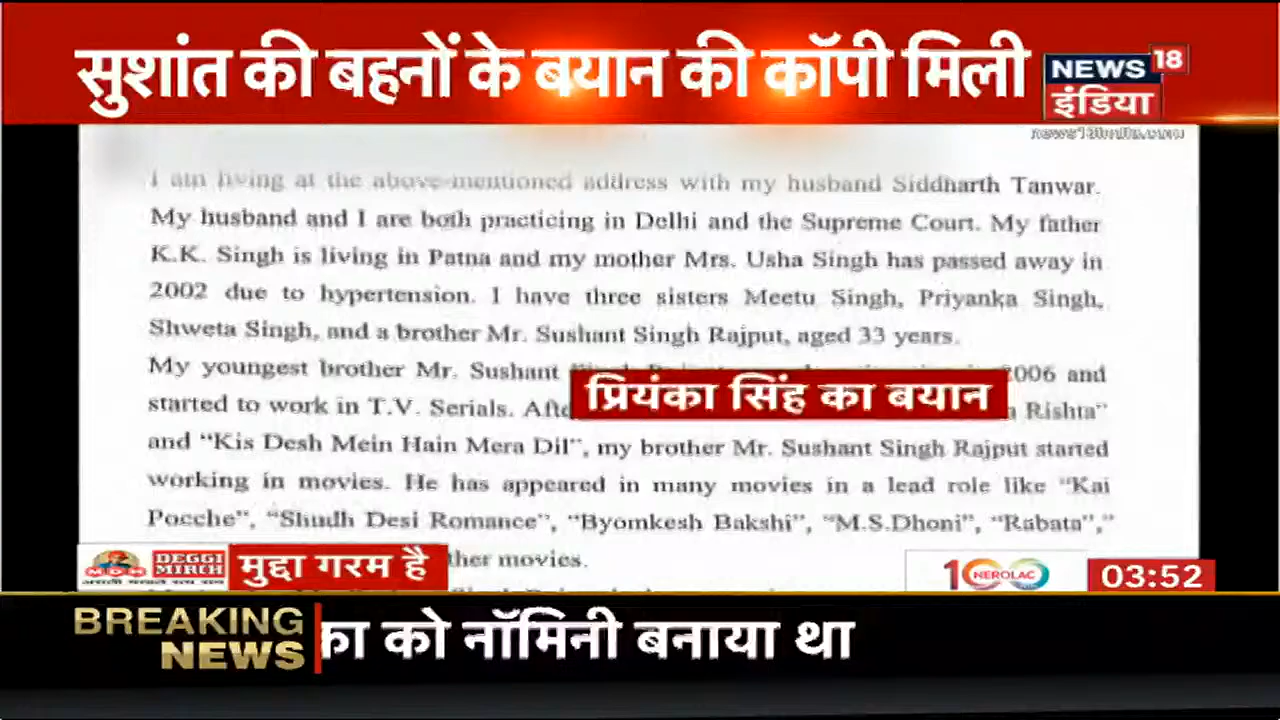 सुशांत की बहनों के बयान की कॉपी मिली
NEWS 18
इंडिया
news18india.com
I am living at the above-mentioned address with my husband Siddharth Tanwar.
My husband and I are both practicing in Delhi and the Supreme Court. My father
K.K. Singh is living in Patna and my mother Mrs. Usha Singh has passed away in
2002 due to hypertension. I have three sisters Meetu Singh, Priyanka Singh,
Shweta Singh, and a brother Mr. Sushant Singh Rajput, aged 33 years.
My youngest brother Mr. Sushant 2006 and
प्रियंका सिंह का बयान
started to work in T.V. Serials. Rishta"
and "Kis Desh Mein Hain Mera Dil", my brother Mr. Sushant Singh Rajput started
working in movies. He has appeared in many movies in a lead role like "Kai
Pocche", "Shudh Desi Romance", "Byomkesh Bakshi", "M.S.Dhoni", "Rabata","
ther movies.
MDH DEGGI MIRCH
मुद्दा गरम है
100 NEROLAC
03:52
BREAKING NEWS
का को नॉमिनी बनाया था